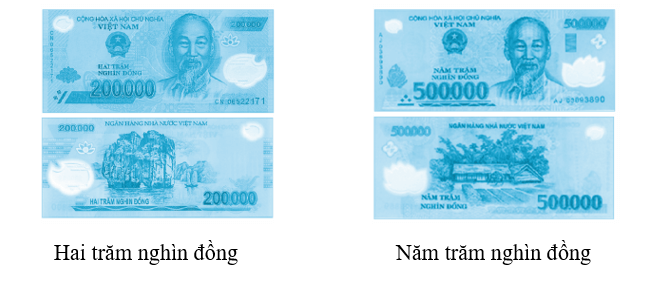 CỘNG HÒA XÃ HỘI CHỦ NGHĨA
VIỆT NAM
200000
HAI TRĂM
NGHÌN ĐỒNG
200000
200.000
NGÂN HÀNG NHÀ NƯỚC VIỆT NAM
HAI TRĂM NGHÌN ĐỒNG
200000
Hai trăm nghìn đồng
CỘNG HÒA XÃ HỘI CHỦ NGHĨA
VIỆT NAM
500000
NĂM TRĂM
NGHÌN ĐỒNG
500000
500000
NGÂN HÀNG NHÀ NƯỚC VIỆT NAM
NĂM TRĂM
NGHÌN ĐỒNG
500000
Năm trăm nghìn đồng